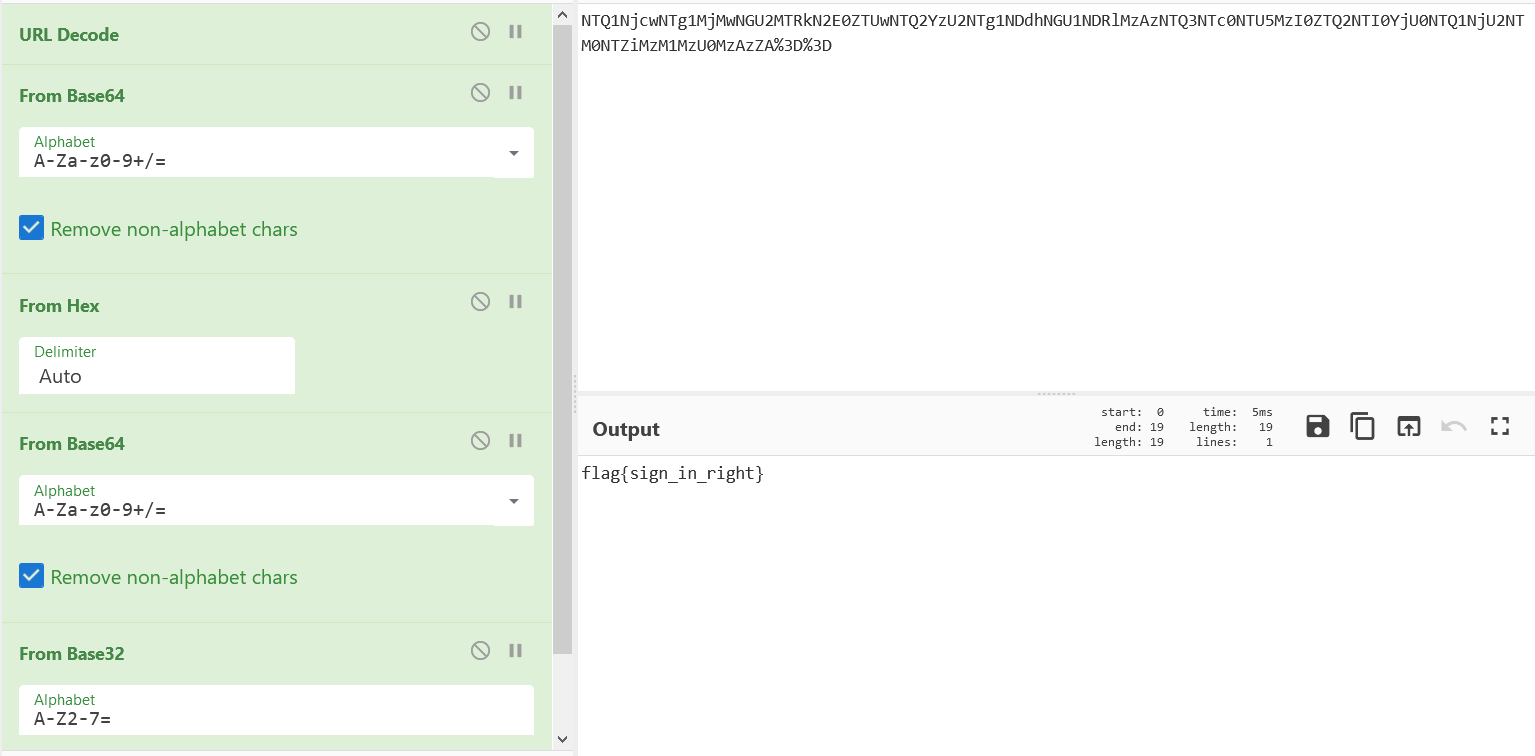 URL Decode
From Base64
Alphabet
A-Za-z0-9+/=
Remove non-alphabet chars
From Hex
Delimiter
Auto
From Base64
Alphabet
A-Za-z0-9+/=
Remove non-alphabet chars
From Base32
Alphabet
A-Z2-7=
NTQ1NjcwNTg1MjMwNGU2MTRkN2E0ZTUwNTQ2YzU2NTg1NDdhNGU1NDRlMzAzNTQ3NTc0NTU5MzI0ZTQ2NTI0YjU0NTQ1NjU2NT
M0NTZiMzM1MzU0MzAzZA%3D%3D
Output
start: 0 time: 5ms
end: 19 length: 19
length: 19 lines: 1
flag{sign_in_right}